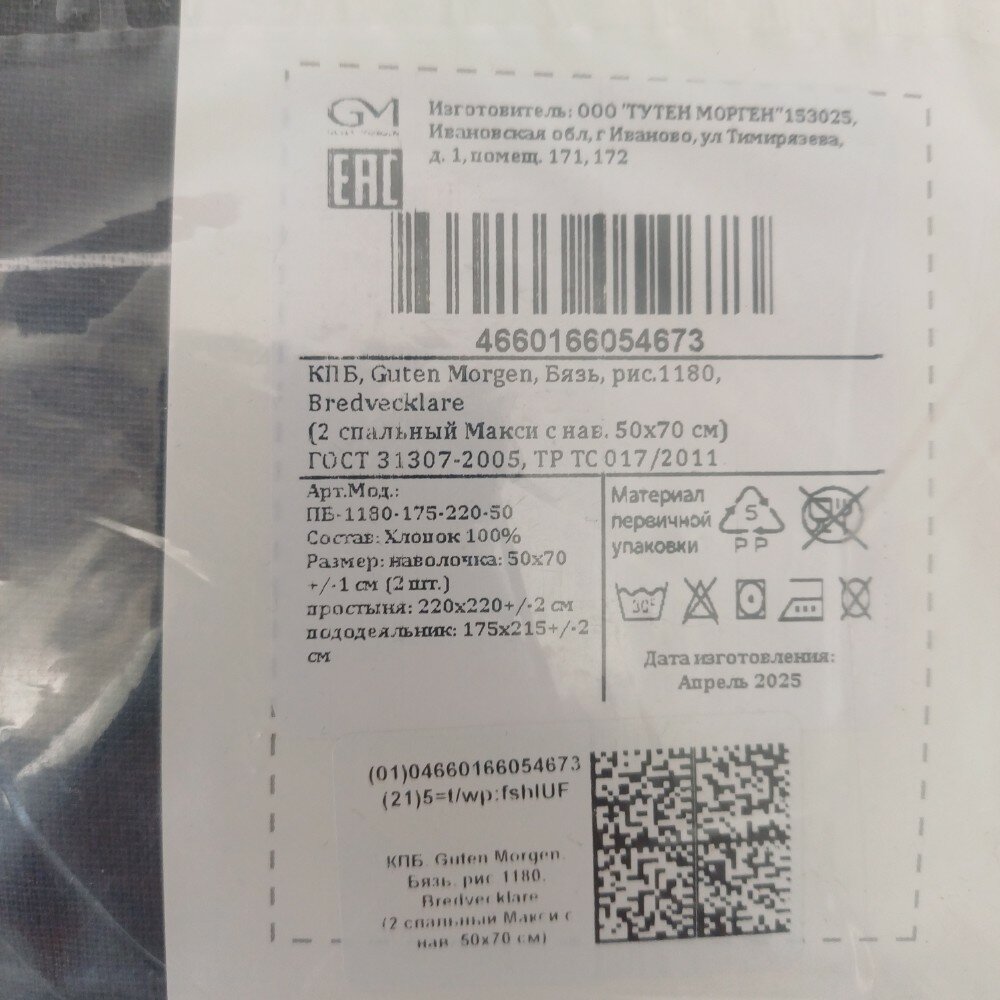 GM
Изготовитель: ООО "ГУТЕН МОРГЕН" 153025,
Ивановская обл, г Иваново, ул Тимирязева,
д. 1, помещ. 171, 172
EAC
4660166054673
КПБ, Guten Morgen, Бязь, рис.1180,
Bredvecklare
(2 спальный Макси с нав. 50х70 см)
ГОСТ 31307-2005, ТР ТС 017/2011
Арт.Мод.:
ПБ-1180-175-220-50
Состав: Хлопок 100%
Размер: наволочка: 50х70
+/-1 см (2 шт.)
простыня: 220х220+/-2 см
пододеяльник: 175х215+/-2
см
Материал
первичной
упаковки
5
PP
30°
Дата изготовления:
Апрель 2025
(01)04660166054673
(21)5=t/wp:fshIUF
КПБ, Guten Morgen,
Бязь, рис 1180,
Bredvecklare
(2 спальный Макси с
нав. 50х70 см)